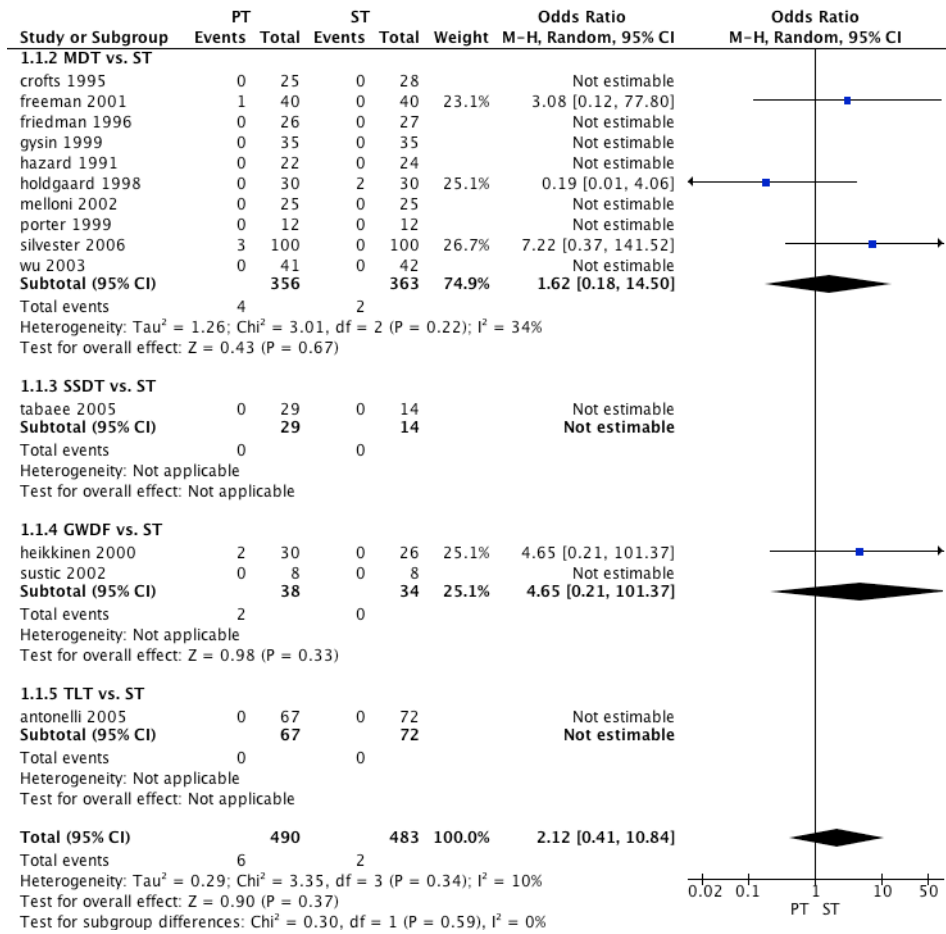 PT ST Odds Ratio Odds Ratio
Study or Subgroup Events Total Events Total Weight M-H, Random, 95% CI M-H, Random, 95% CI
1.1.2 MDT vs. ST
crofts 1995 0 25 0 28 Not estimable
freeman 2001 1 40 0 40 23.1% 3.08 [0.12, 77.80]
friedman 1996 0 26 0 27 Not estimable
gysin 1999 0 35 0 35 Not estimable
hazard 1991 0 22 0 24 Not estimable
holdgaard 1998 0 30 2 30 25.1% 0.19 [0.01, 4.06]
melloni 2002 0 25 0 25 Not estimable
porter 1999 0 12 0 12 Not estimable
silvester 2006 3 100 0 100 26.7% 7.22 [0.37, 141.52]
wu 2003 0 41 0 42 Not estimable
Subtotal (95% CI) 356 363 74.9% 1.62 [0.18, 14.50]
Total events 4 2
Heterogeneity: Tau² = 1.26; Chi² = 3.01, df = 2 (P = 0.22); I² = 34%
Test for overall effect: Z = 0.43 (P = 0.67)
1.1.3 SSDT vs. ST
tabaee 2005 0 29 0 14 Not estimable
Subtotal (95% CI) 29 14 Not estimable
Total events 0 0
Heterogeneity: Not applicable
Test for overall effect: Not applicable
1.1.4 GWDF vs. ST
heikkinen 2000 2 30 0 26 25.1% 4.65 [0.21, 101.37]
sustic 2002 0 8 0 8 Not estimable
Subtotal (95% CI) 38 34 25.1% 4.65 [0.21, 101.37]
Total events 2 0
Heterogeneity: Not applicable
Test for overall effect: Z = 0.98 (P = 0.33)
1.1.5 TLT vs. ST
antonelli 2005 0 67 0 72 Not estimable
Subtotal (95% CI) 67 72 Not estimable
Total events 0 0
Heterogeneity: Not applicable
Test for overall effect: Not applicable
Total (95% CI) 490 483 100.0% 2.12 [0.41, 10.84]
Total events 6 2
Heterogeneity: Tau² = 0.29; Chi² = 3.35, df = 3 (P = 0.34); I² = 10%
Test for overall effect: Z = 0.90 (P = 0.37)
Test for subgroup differences: Chi² = 0.30, df = 1 (P = 0.59), I² = 0%
0.02 0.1 1 10 50
PT ST